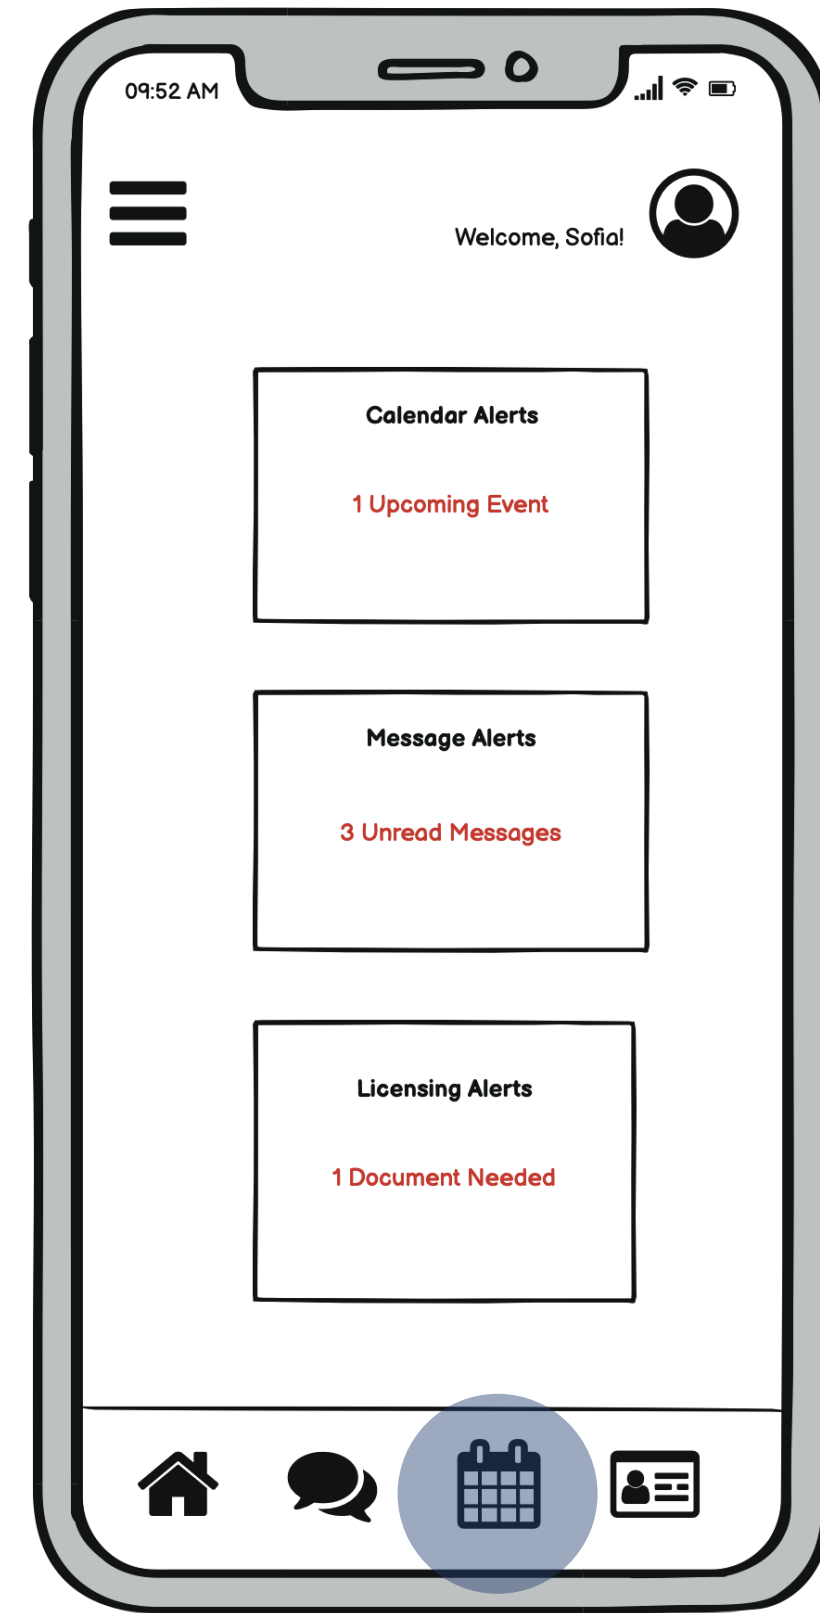 09:52 AM
Welcome, Sofia!
Calendar Alerts
1 Upcoming Event
Message Alerts
3 Unread Messages
Licensing Alerts
1 Document Needed